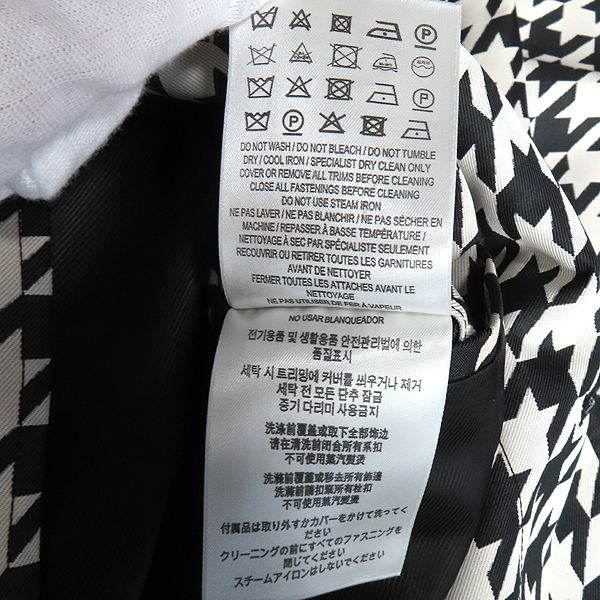 DO NOT WASH / DO NOT BLEACH / DO NOT TUMBLE
DRY / COOL IRON / SPECIALIST DRY CLEAN ONLY
COVER OR REMOVE ALL TRIMS BEFORE CLEANING
CLOSE ALL FASTENINGS BEFORE CLEANING
DO NOT USE STEAM IRON
NE PAS LAVER / NE PAS BLANCHIR / NE PAS SÉCHER EN
MACHINE / REPASSER À BASSE TEMPÉRATURE /
NETTOYAGE À SEC PAR SPÉCIALISTE SEULEMENT
RECOUVRIR OU RETIRER TOUTES LES GARNITURES
AVANT DE NETTOYER
FERMER TOUTES LES ATTACHES AVANT LE
NETTOYAGE
NE PAS UTILISER DE FER À VAPEUR
NO USAR BLANQUEADOR
전기용품 및 생활용품 안전관리법에 의한
품질표시
세탁 시 트리밍에 커버를 씌우거나 제거
세탁 전 모든 단추 잠금
증기 다리미 사용금지
洗涤前覆盖或取下全部饰边
请在清洗前闭合所有系扣
不可使用蒸汽熨烫
洗滌前覆蓋或移去所有飾邊
洗滌前請扣緊所有栓扣
不可使用蒸汽熨燙
付属品は取り外すかカバーをかけて洗ってく
ださい
クリーニングの前にすべてのファスニングを
閉じてください
スチームアイロンはしないでください